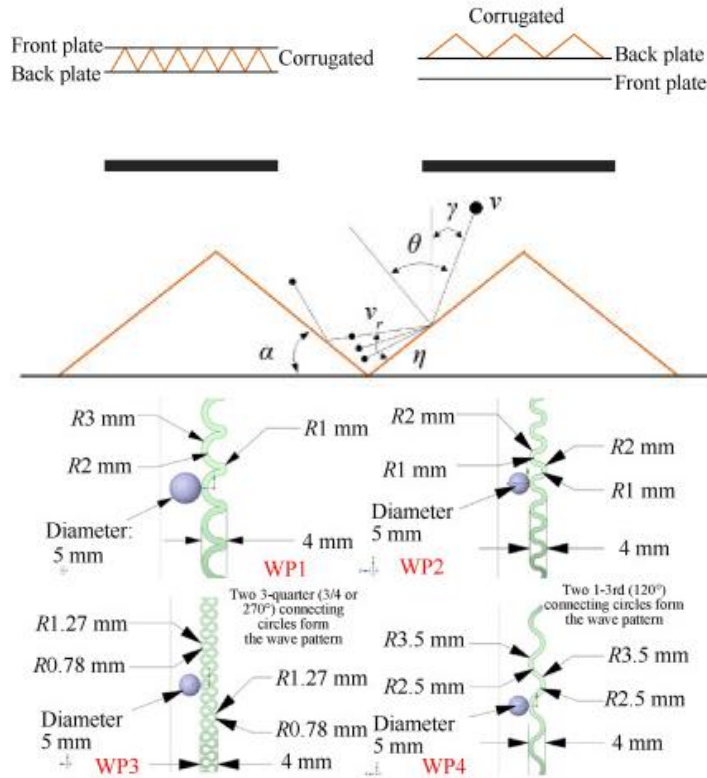 Front plate
Back plate
Corrugated
Corrugated
Back plate
Front plate
γ
v
θ
v_r
α
η
R3 mm
R2 mm
R1 mm
Diameter:
5 mm
4 mm
WP1
R2 mm
R1 mm
R2 mm
R1 mm
Diameter
5 mm
4 mm
WP2
Two 3-quarter (3/4 or
270°) connecting
circles form
the wave pattern
R1.27 mm
R0.78 mm
R1.27 mm
R0.78 mm
Diameter
5 mm
4 mm
WP3
Two 1-3rd (120°)
connecting circles form
the wave pattern
R3.5 mm
R2.5 mm
R3.5 mm
R2.5 mm
Diameter
5 mm
4 mm
WP4